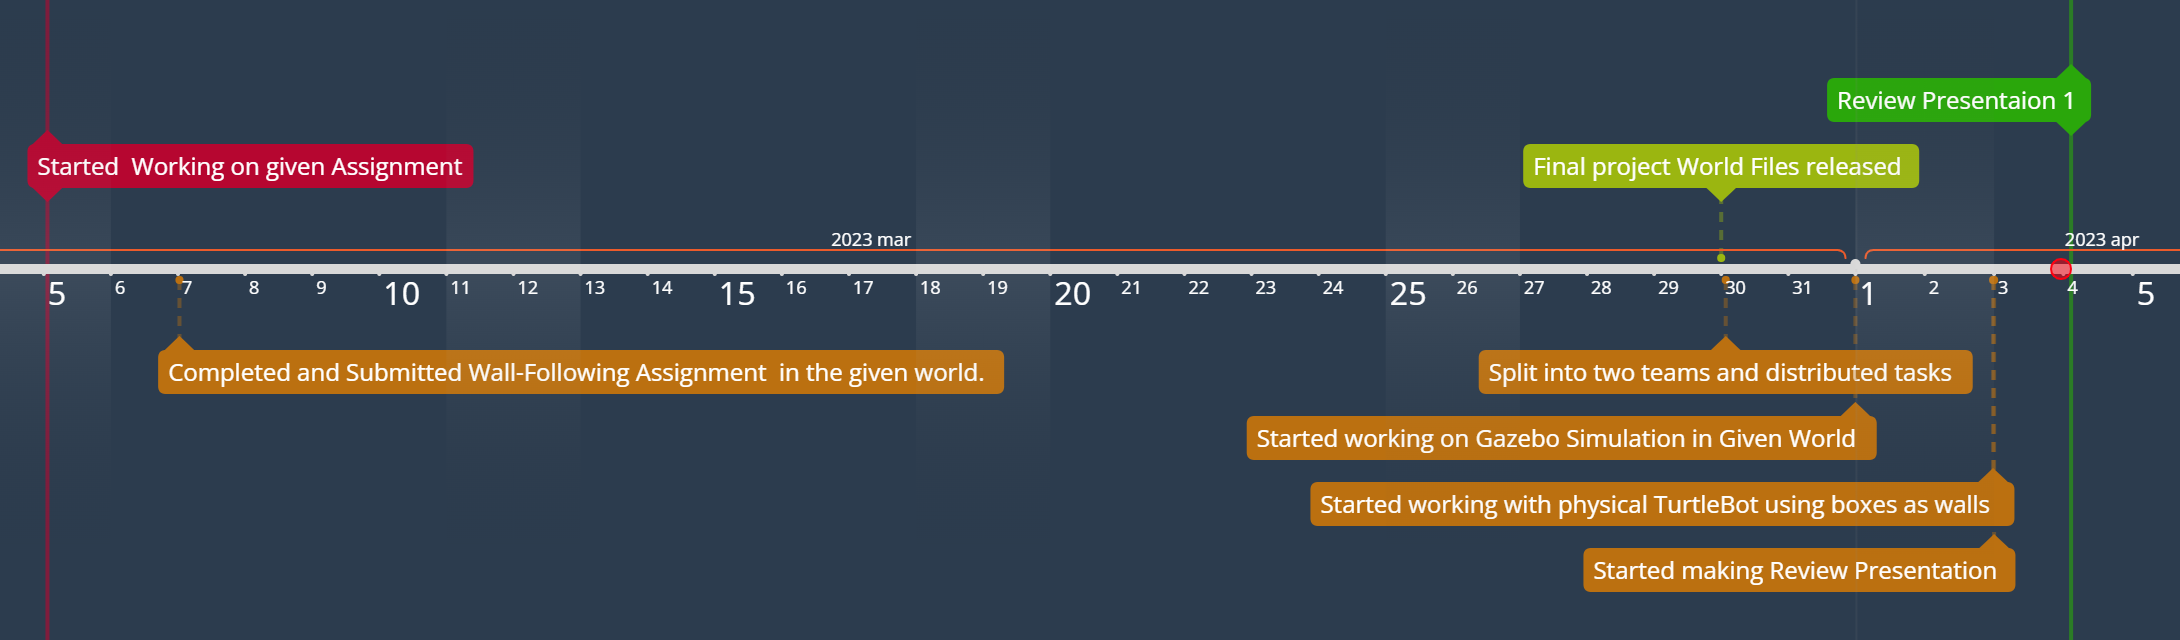 Review Presentaion 1
Started  Working on given Assignment
Final project World Files released
2023 mar
2023 apr
5 6 7 8 9 10 11 12 13 14 15 16 17 18 19 20 21 22 23 24 25 26 27 28 29 30 31 1 2 3 4 5
Completed and Submitted Wall-Following Assignment  in the given world.
Split into two teams and distributed tasks
Started working on Gazebo Simulation in Given World
Started working with physical TurtleBot using boxes as walls
Started making Review Presentation